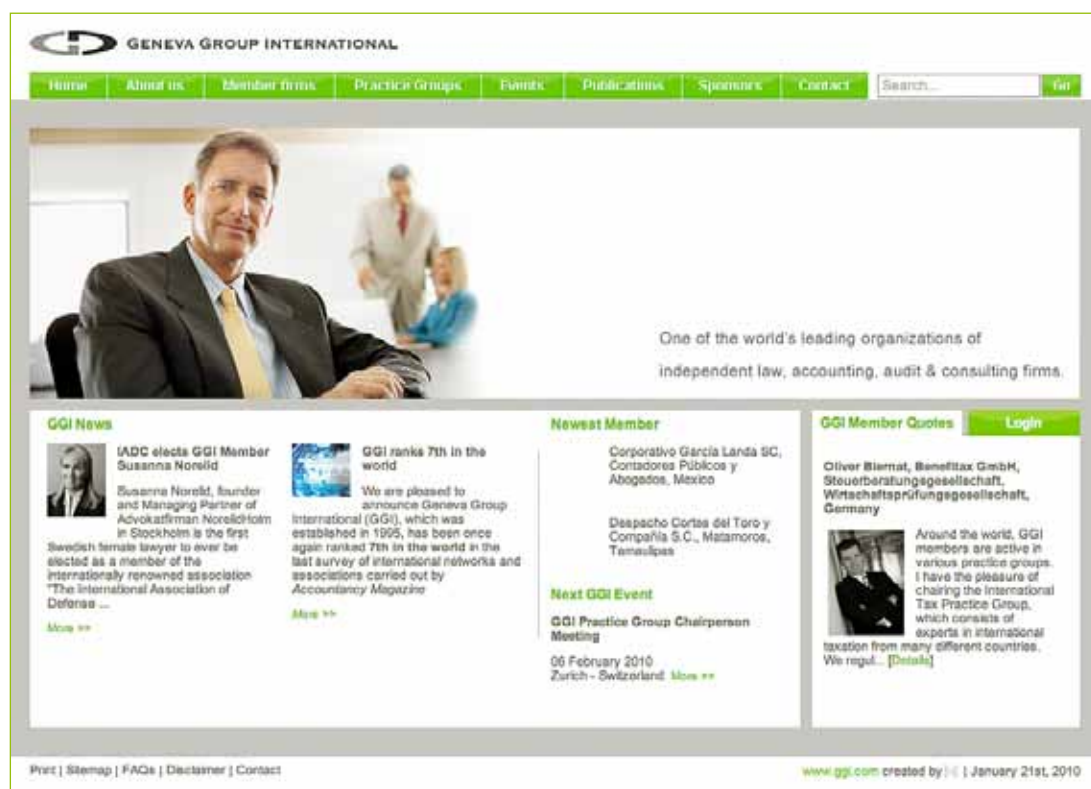 GENEVA GROUP INTERNATIONAL
Home
About us
Member firms
Practice Groups
Events
Publications
Sponsors
Contact
Search...
Go
One of the world's leading organizations of
independent law, accounting, audit & consulting firms.
GGI News
IADC elects GGI Member
Susanna Norelid
Susanna Norelid, founder
and Managing Partner of
Advokatfirman NorelidHolm
in Stockholm is the first
Swedish female lawyer to ever be
elected as a member of the
internationally renowned association
"The International Association of
Defense ...
More >>
GGI ranks 7th in the
world
We are pleased to
announce Geneva Group
International (GGI), which was
established in 1995, has been once
again ranked 7th in the world in the
last survey of international networks and
associations carried out by
Accountancy Magazine
More >>
Newest Member
Corporativo García Landa SC,
Contadores Públicos y
Abogados, Mexico
Despacho Cortes del Toro y
Compañía S.C., Matamoros,
Tamaulipas
Next GGI Event
GGI Practice Group Chairperson
Meeting
06 February 2010
Zurich - Switzerland More >>
GGI Member Quotes
Login
Oliver Biernat, Benefitax GmbH,
Steuerberatungsgesellschaft,
Wirtschaftsprüfungsgesellschaft,
Germany
Around the world, GGI
members are active in
various practice groups.
I have the pleasure of
chairing the International
Tax Practice Group,
which consists of
experts in international
taxation from many different countries.
We regul... [Details]
Print | Sitemap | FAQs | Disclaimer | Contact
www.ggi.com created by | January 21st, 2010